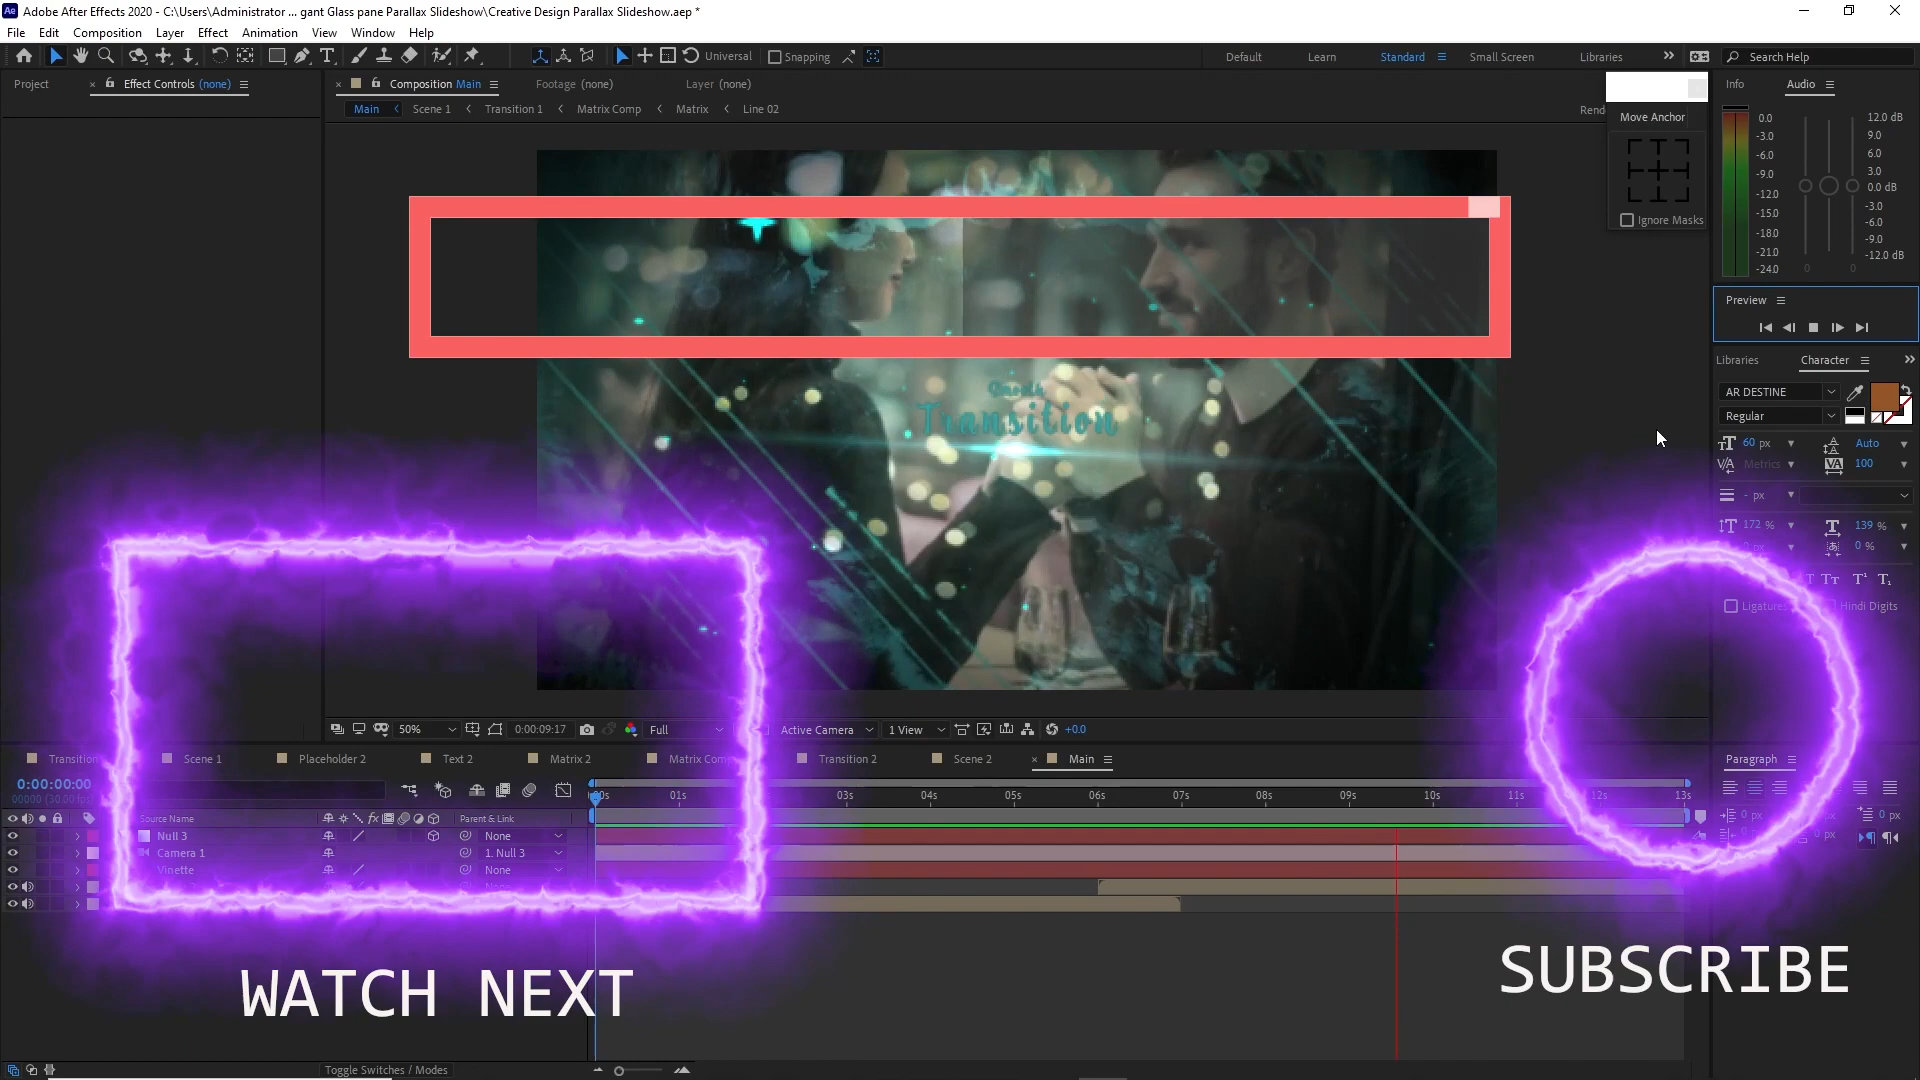 Adobe After Effects 2020 - C:\Users\Administrator ... gant Glass pane Parallax Slideshow\Creative Design Parallax Slideshow.aep *
File Edit Composition Layer Effect Animation View Window Help
Universal Snapping Default Learn Standard Small Screen Libraries Search Help
Project Effect Controls (none) Composition Main Footage (none) Layer (none) Info Audio
Main Scene 1 Transition 1 Matrix Comp Matrix Line 02
Move Anchor
Ignore Masks
0.0 12.0 dB
-3.0 9.0
-6.0 6.0
-9.0 3.0
-12.0 0.0 dB
-15.0 -3.0
-18.0 -6.0
-21.0 -9.0
-24.0 -12.0 dB
0 0
Preview
Libraries Character
AR DESTINE
Regular
60 px Auto
Metrics 100
- px
172 % 139 %
0 %
Ligatures Hindi Digits
Smooth
Transition
50% 0:00:09:17 Full Active Camera 1 View +0.0
Transition Scene 1 Placeholder 2 Text 2 Matrix 2 Matrix Comp Transition 2 Scene 2 Main
Paragraph
0:00:00:00
00000 (30.00 fps)
01s 03s 04s 05s 06s 07s 08s 09s 10s 11s 12s 13s
Source Name Parent & Link
0 px 0 px
Null 3 None
Camera 1 1. Null 3
Vinette None
WATCH NEXT
SUBSCRIBE
Toggle Switches / Modes